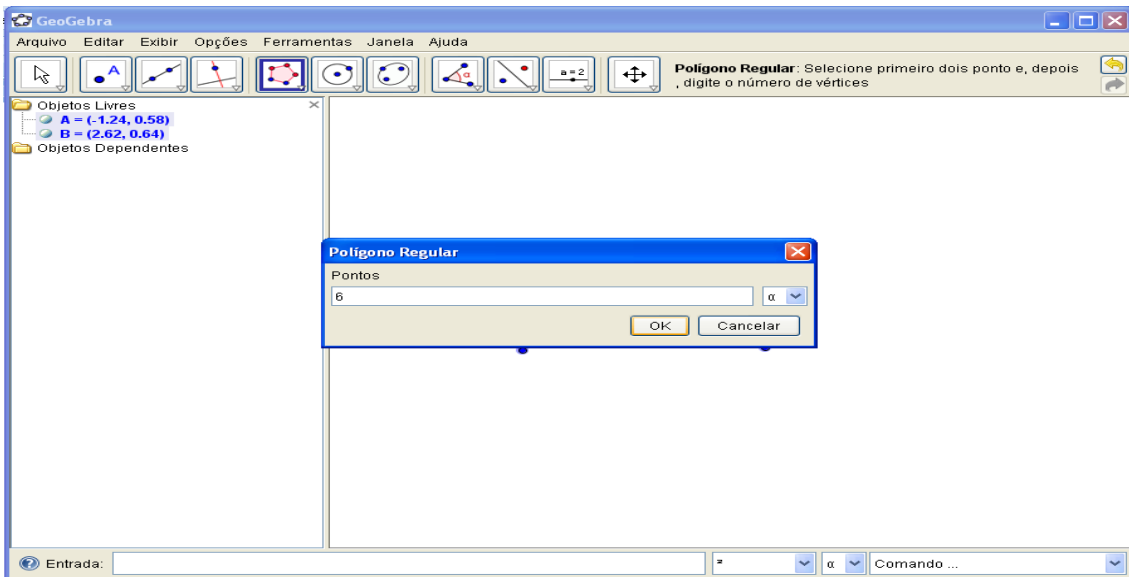 GeoGebra
Arquivo Editar Exibir Opções Ferramentas Janela Ajuda
A α a=2
Polígono Regular: Selecione primeiro dois ponto e, depois
, digite o número de vértices
Objetos Livres
A = (-1.24, 0.58)
B = (2.62, 0.64)
Objetos Dependentes
Polígono Regular
Pontos
6 α
OK Cancelar
Entrada: ² α Comando ...